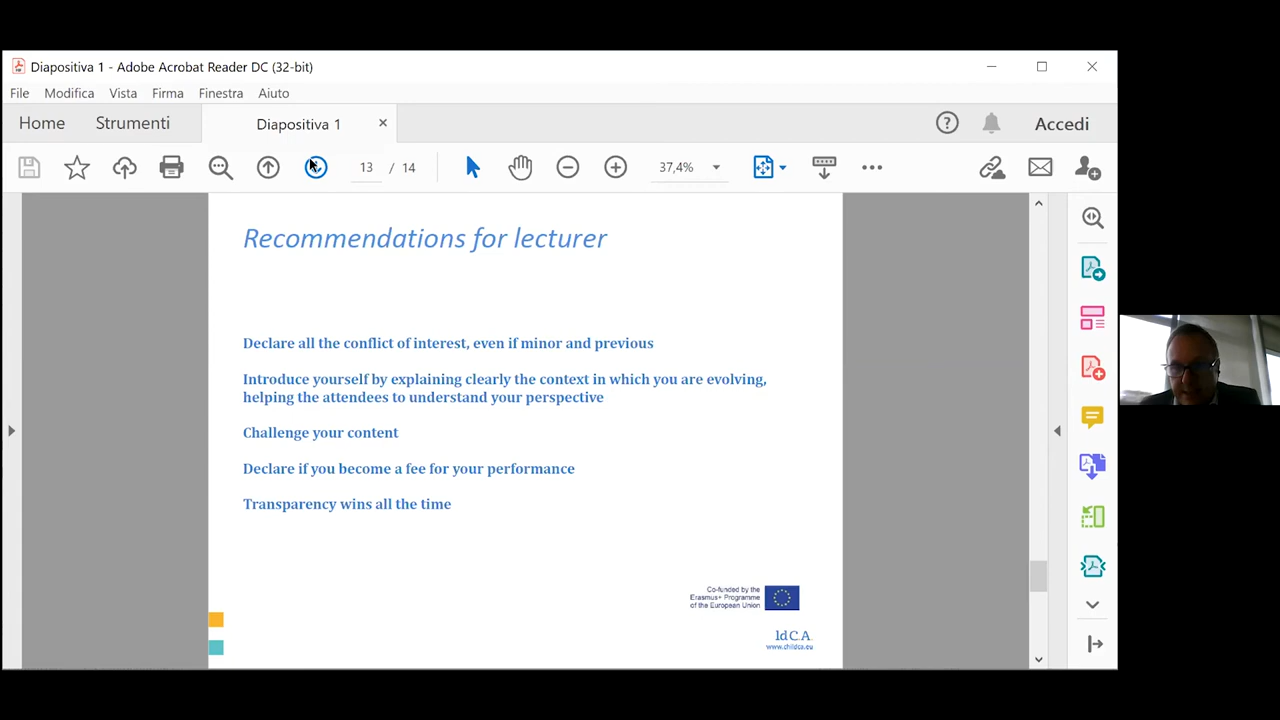 Diapositiva 1 - Adobe Acrobat Reader DC (32-bit)
File Modifica Vista Firma Finestra Aiuto
Home Strumenti Diapositiva 1 Accedi
13 / 14 37,4%
Recommendations for lecturer
Declare all the conflict of interest, even if minor and previous
Introduce yourself by explaining clearly the context in which you are evolving,
helping the attendees to understand your perspective
Challenge your content
Declare if you become a fee for your performance
Transparency wins all the time
Co-funded by the
Erasmus+ Programme
of the European Union
ld C.A.
www.childca.eu